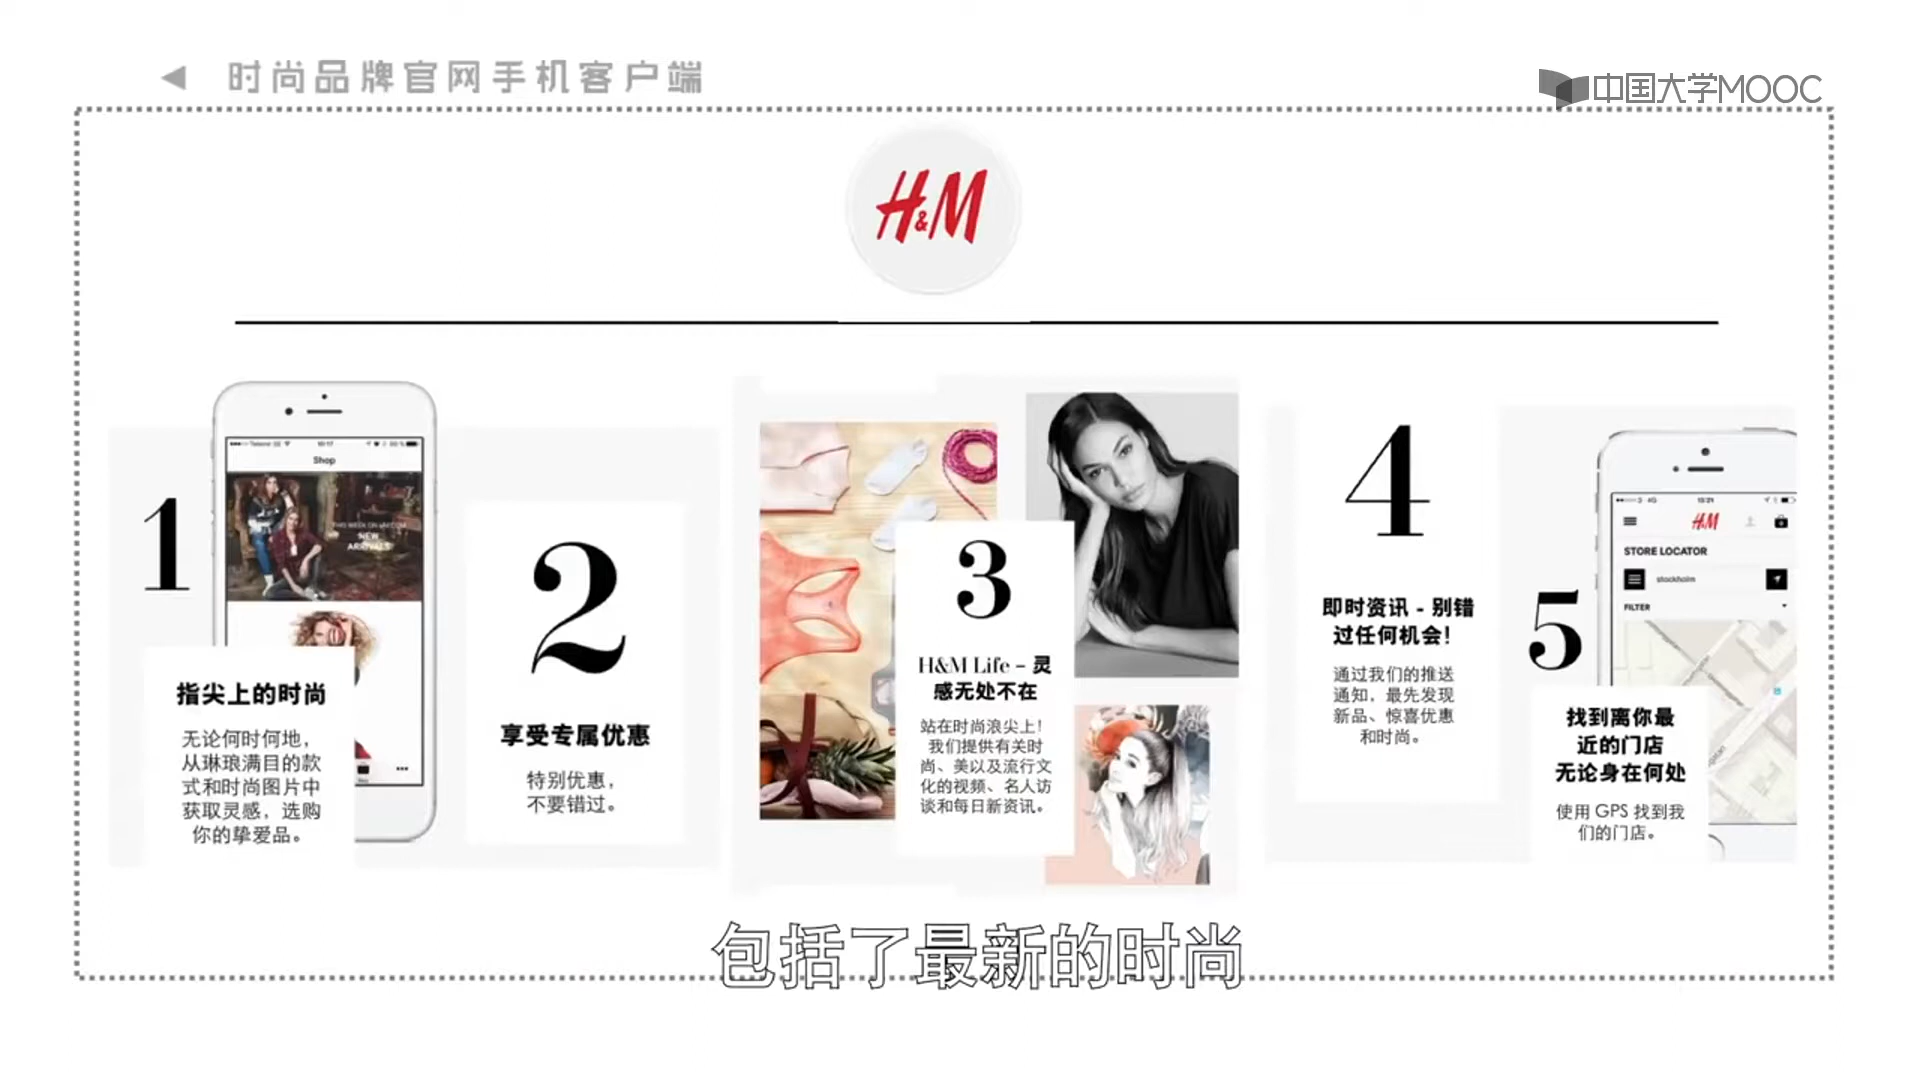 ◀ 时尚品牌官网手机客户端
中国大学MOOC
H&M
1
Shop
NEW
ARRIVALS
指尖上的时尚
无论何时何地，
从琳琅满目的款
式和时尚图片中
获取灵感，选购
你的挚爱品。
2
享受专属优惠
特别优惠，
不要错过。
3
H&M Life – 灵
感无处不在
站在时尚浪尖上！
我们提供有关时
尚、美以及流行文
化的视频、名人访
谈和每日新资讯。
4
即时资讯 - 别错
过任何机会！
通过我们的推送
通知，最先发现
新品、惊喜优惠
和时尚。
5
H&M
STORE LOCATOR
stockholm
FILTER
找到离你最
近的门店
无论身在何处
使用 GPS 找到我
们的门店。
包括了最新的时尚